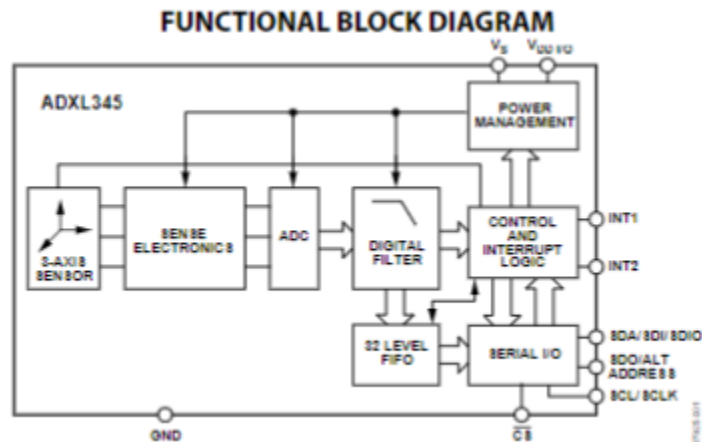 FUNCTIONAL BLOCK DIAGRAM
VS
VDD I/O
ADXL345
POWER
MANAGEMENT
3-AXIS
SENSOR
SENSE
ELECTRONICS
ADC
DIGITAL
FILTER
CONTROL
AND
INTERRUPT
LOGIC
INT1
INT2
32 LEVEL
FIFO
SERIAL I/O
SDA/SDI/SDIO
SDO/ALT
ADDRESS
SCL/SCLK
GND
CS